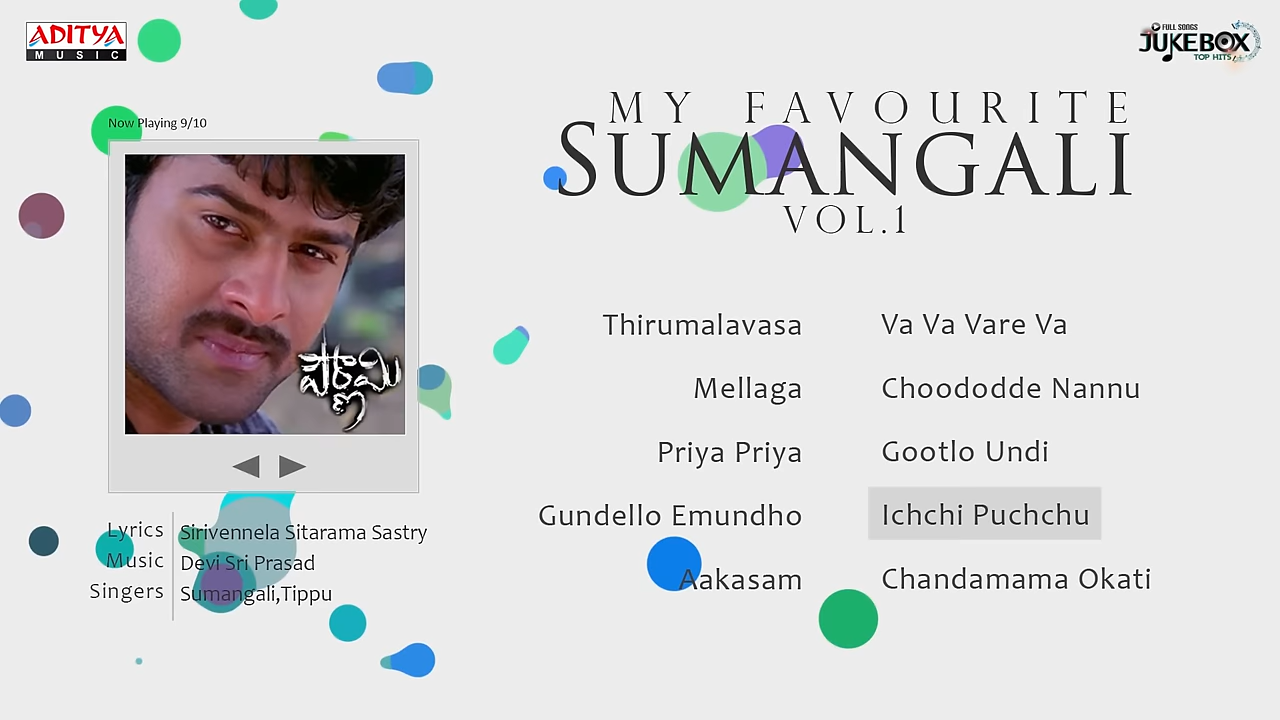 ADITYA
MUSIC
FULL SONGS
JUKEBOX
TOP HITS
MY FAVOURITE
SUMANGALI
VOL.1
Now Playing 9/10
పౌర్ణమి
Lyrics Sirivennela Sitarama Sastry
Music Devi Sri Prasad
Singers Sumangali,Tippu
Thirumalavasa
Mellaga
Priya Priya
Gundello Emundho
Aakasam
Va Va Vare Va
Choododde Nannu
Gootlo Undi
Ichchi Puchchu
Chandamama Okati